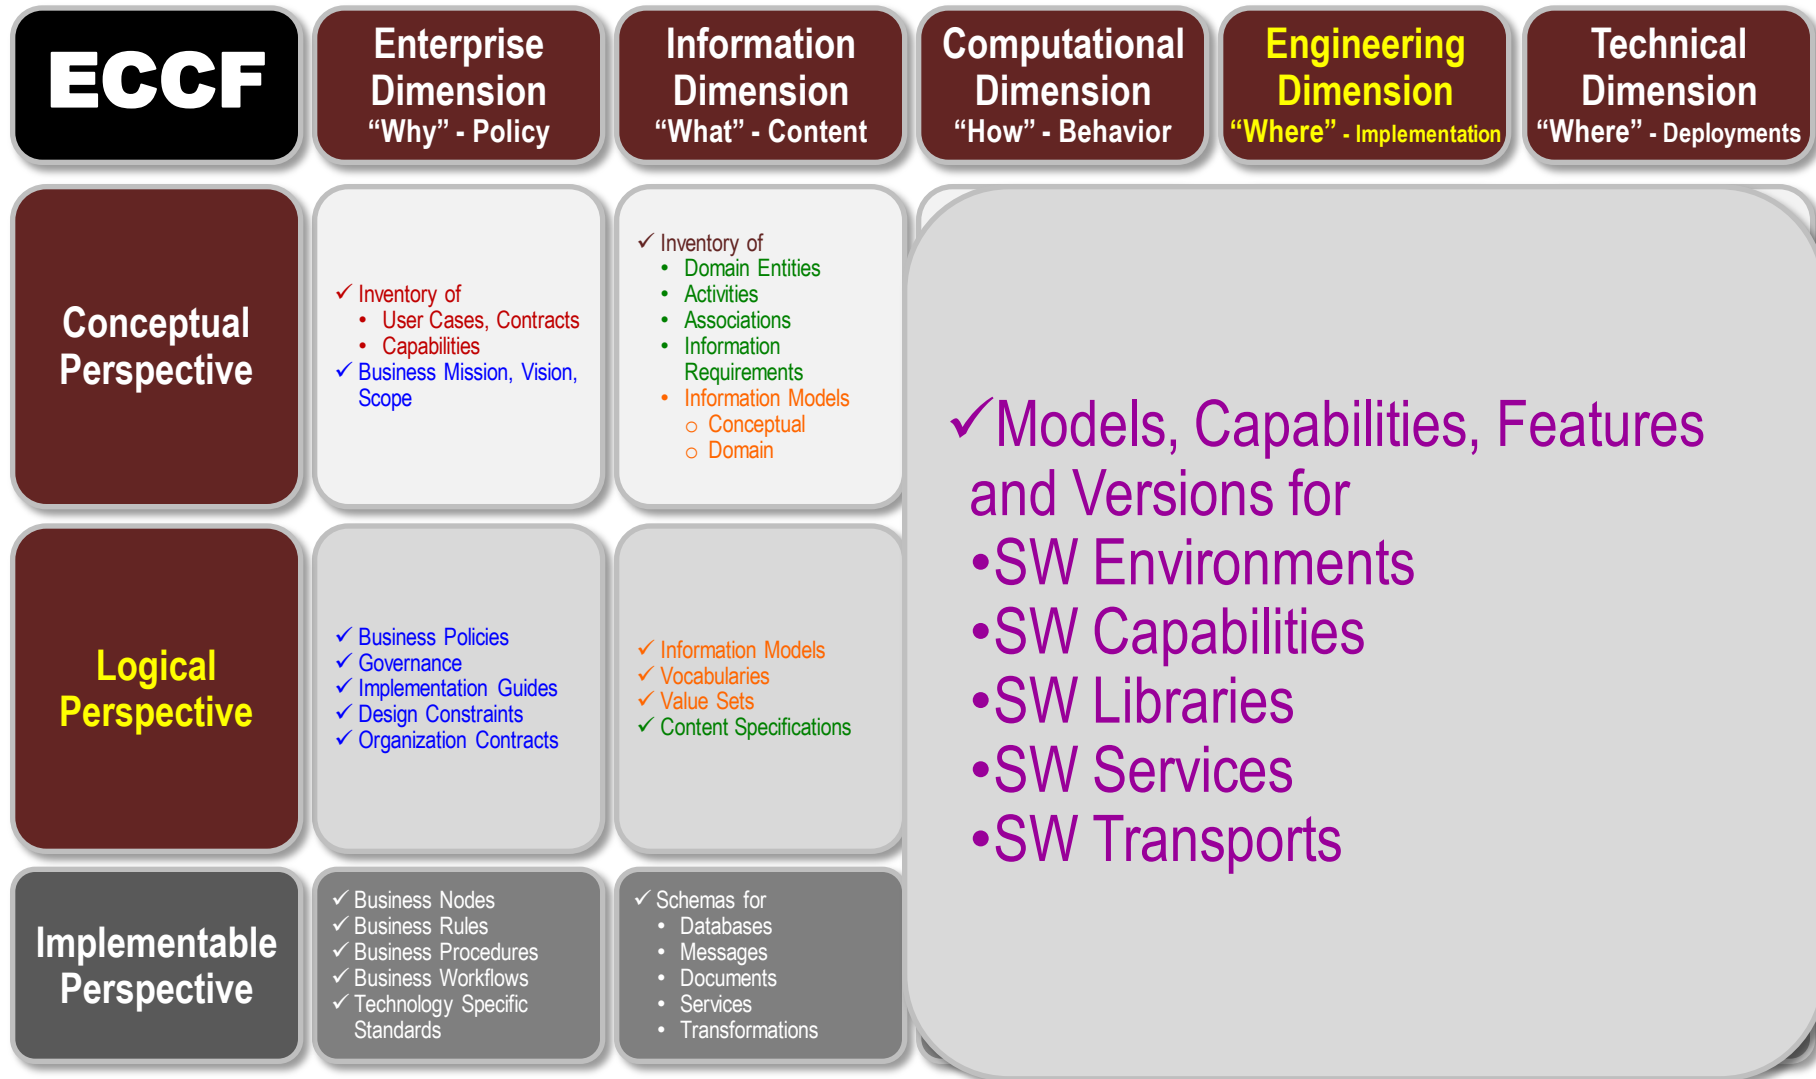 ECCF
Enterprise
Dimension
“Why” - Policy
Information
Dimension
“What” - Content
Computational
Dimension
“How” - Behavior
Engineering
Dimension
“Where” - Implementation
Technical
Dimension
“Where” - Deployments
Conceptual
Perspective
✓ Inventory of
• User Cases, Contracts
• Capabilities
✓ Business Mission, Vision,
Scope
✓ Inventory of
• Domain Entities
• Activities
• Associations
• Information
Requirements
• Information Models
o Conceptual
o Domain
✓Models, Capabilities, Features
and Versions for
•SW Environments
•SW Capabilities
•SW Libraries
•SW Services
•SW Transports
Logical
Perspective
✓ Business Policies
✓ Governance
✓ Implementation Guides
✓ Design Constraints
✓ Organization Contracts
✓ Information Models
✓ Vocabularies
✓ Value Sets
✓ Content Specifications
Implementable
Perspective
✓ Business Nodes
✓ Business Rules
✓ Business Procedures
✓ Business Workflows
✓ Technology Specific
Standards
✓ Schemas for
• Databases
• Messages
• Documents
• Services
• Transformations